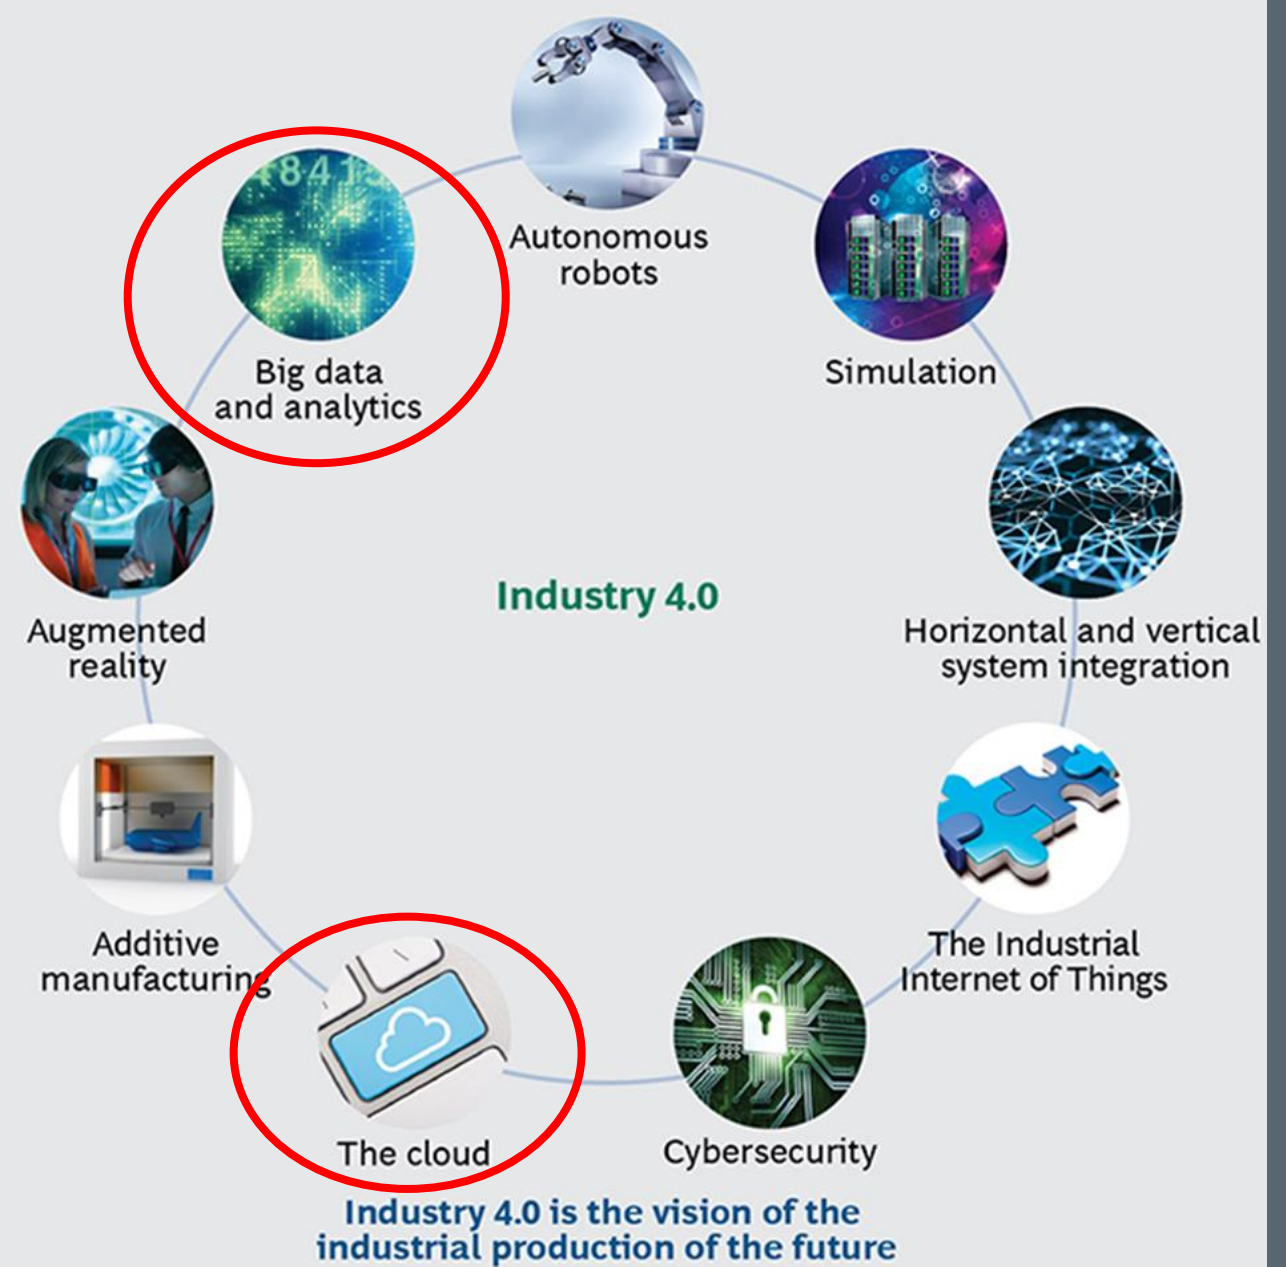 Autonomous
robots
Big data
and analytics
Simulation
Augmented
reality
Industry 4.0
Horizontal and vertical
system integration
Additive
manufacturing
The Industrial
Internet of Things
The cloud
Cybersecurity
Industry 4.0 is the vision of the
industrial production of the future